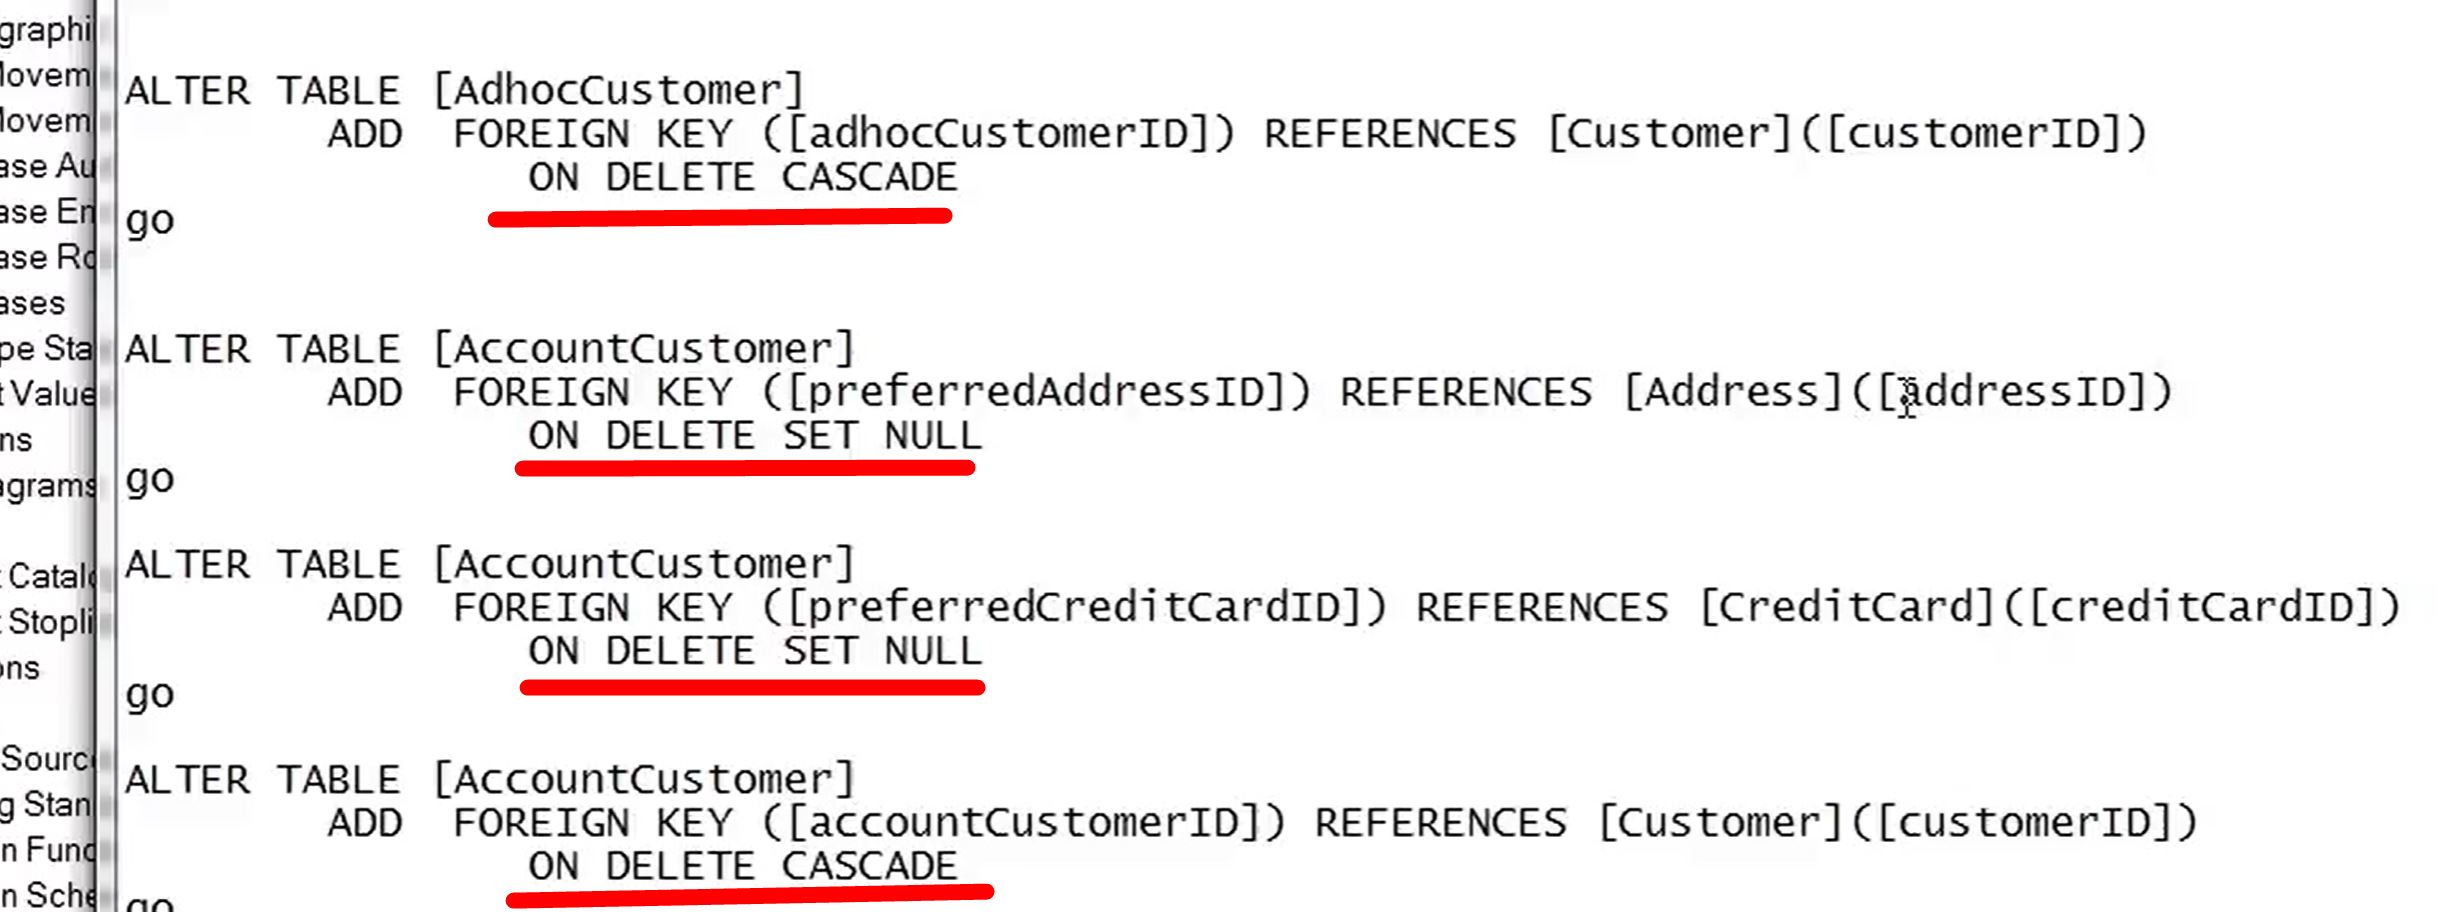 graphi
ovem
ALTER TABLE [AdhocCustomer]
ovem
ADD FOREIGN KEY ([adhocCustomerID]) REFERENCES [Customer]([customerID])
ase Au
ON DELETE CASCADE
ase En
go
ase Ro
ases
pe Sta
ALTER TABLE [AccountCustomer]
t Value
ADD FOREIGN KEY ([preferredAddressID]) REFERENCES [Address]([addressID])
ns
ON DELETE SET NULL
agrams
go
t Catalo
ALTER TABLE [AccountCustomer]
t Stopli
ADD FOREIGN KEY ([preferredCreditCardID]) REFERENCES [CreditCard]([creditCardID])
ons
ON DELETE SET NULL
go
Sourc
ALTER TABLE [AccountCustomer]
g Stan
ADD FOREIGN KEY ([accountCustomerID]) REFERENCES [Customer]([customerID])
n Func
ON DELETE CASCADE
n Sche
go